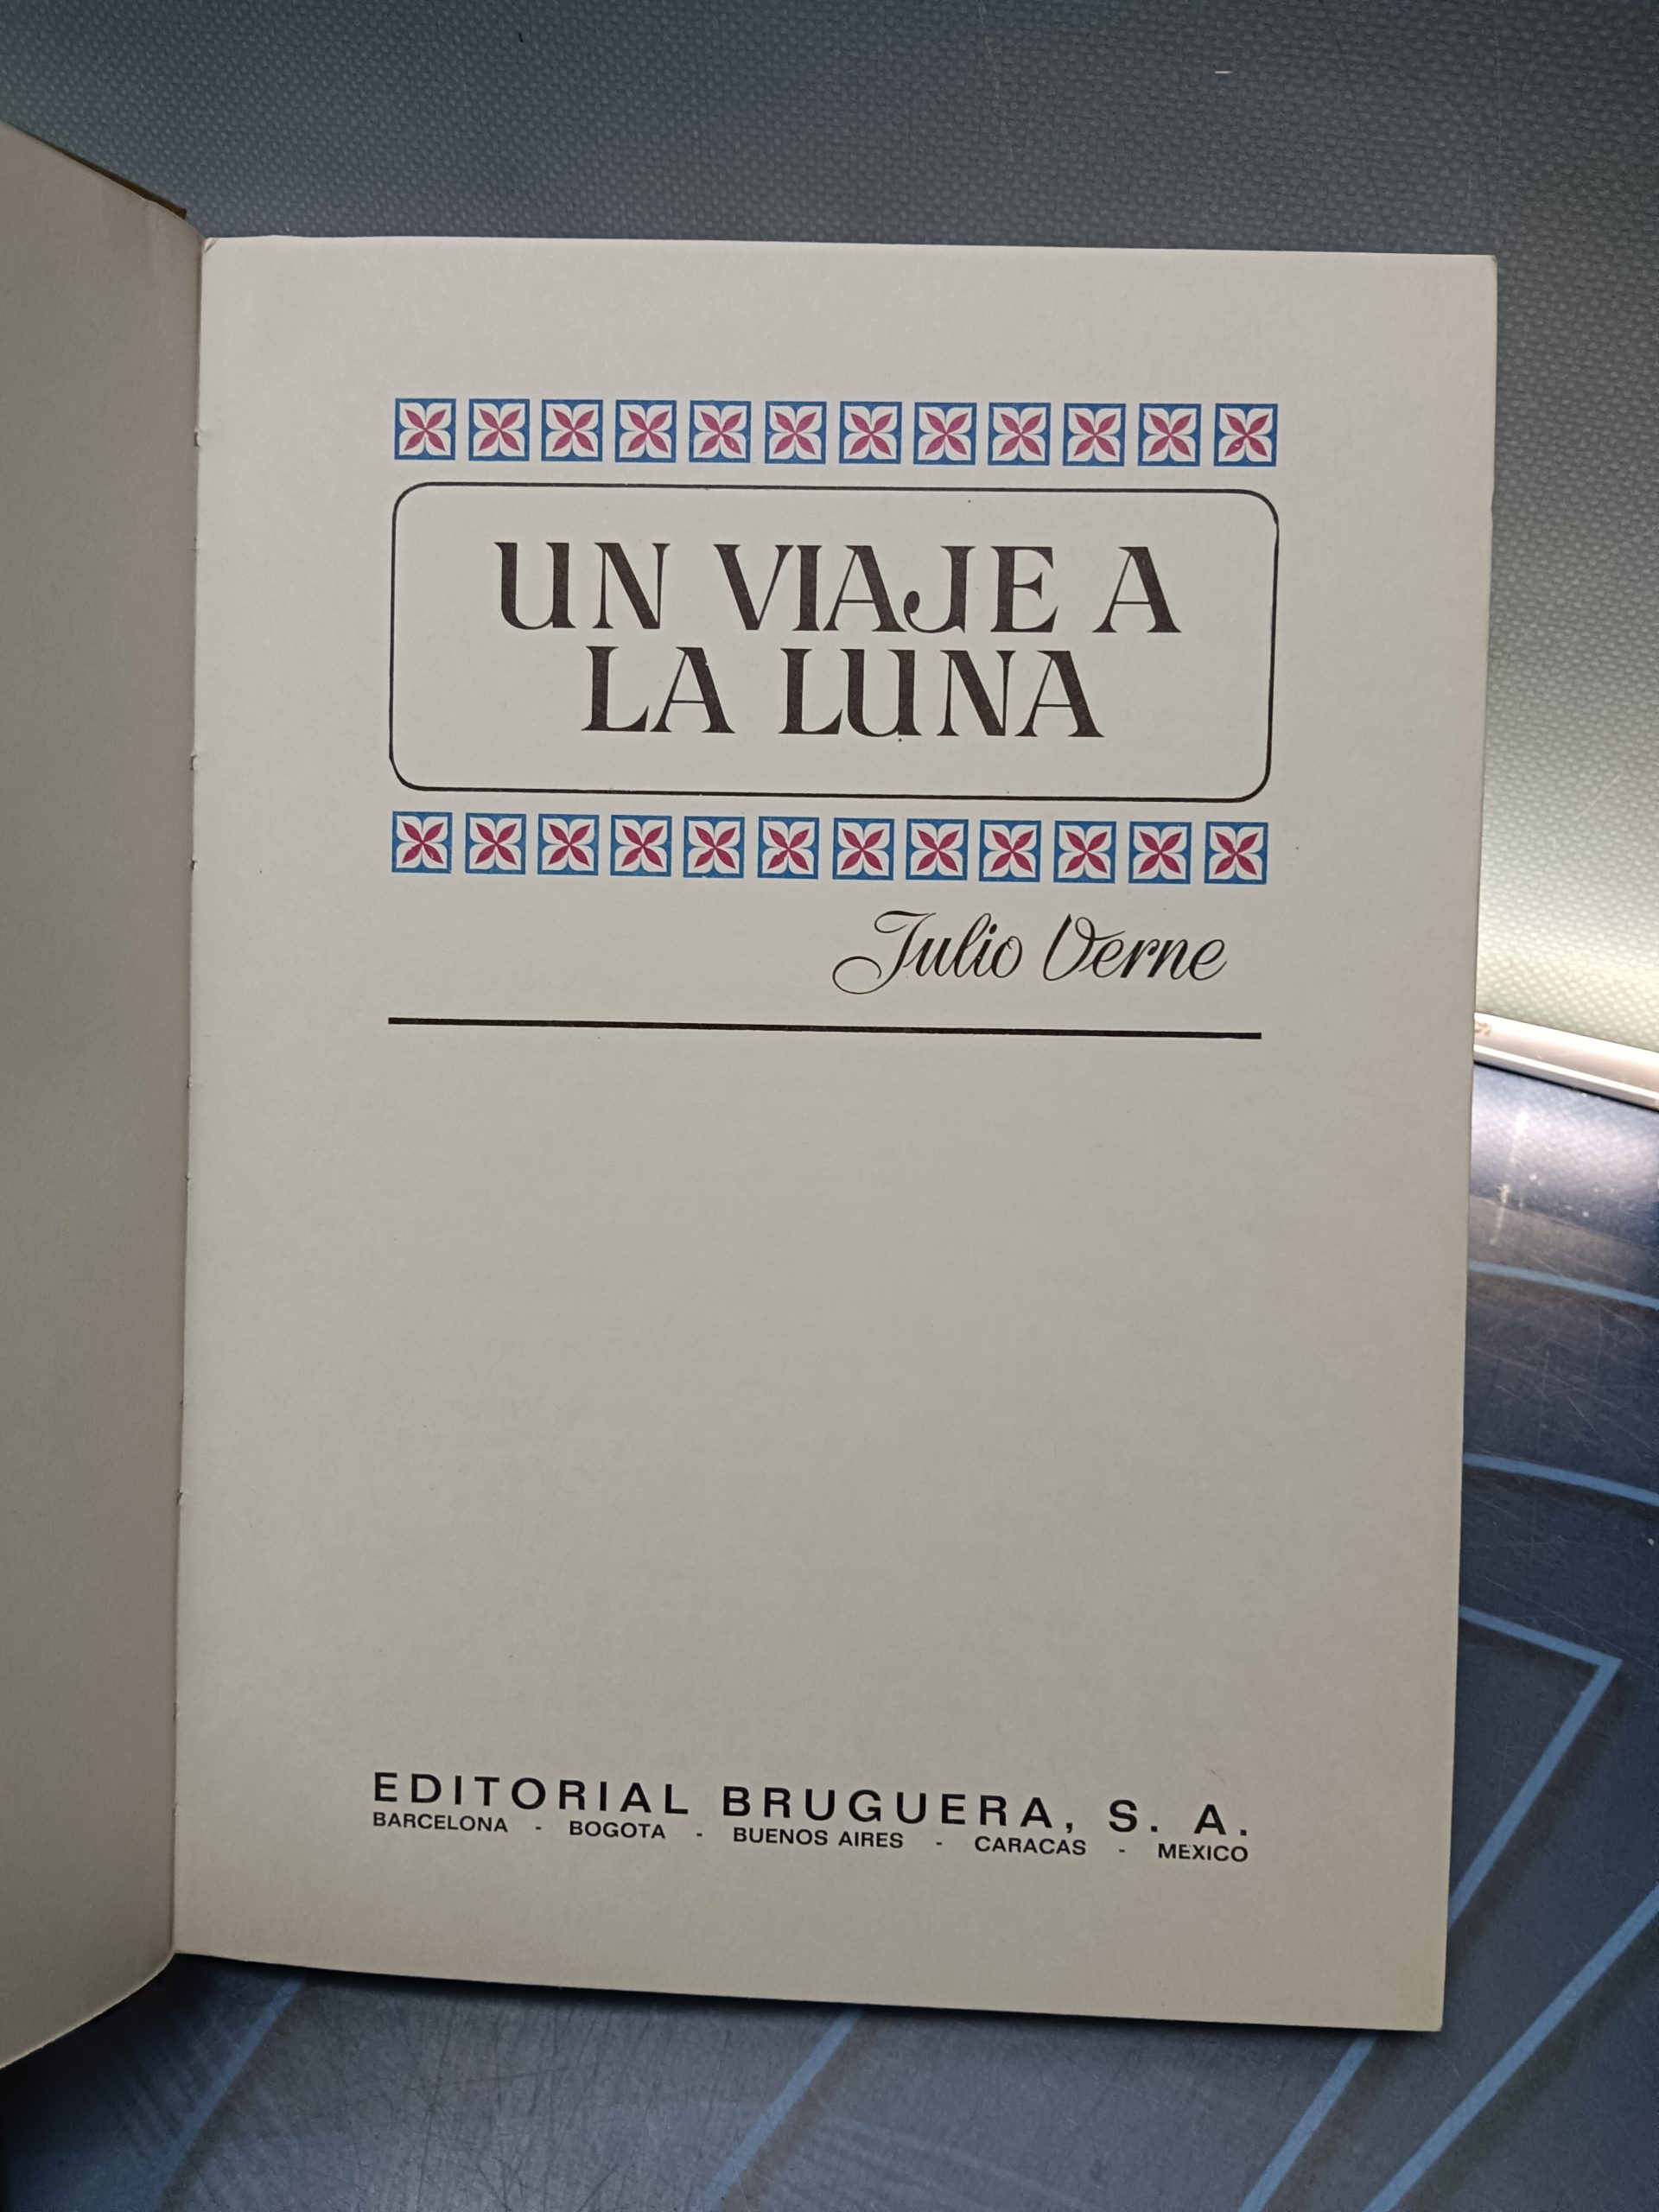 UN VIAJE A
LA LUNA
Julio Verne
EDITORIAL BRUGUERA, S. A.
BARCELONA - BOGOTA - BUENOS AIRES - CARACAS - MEXICO